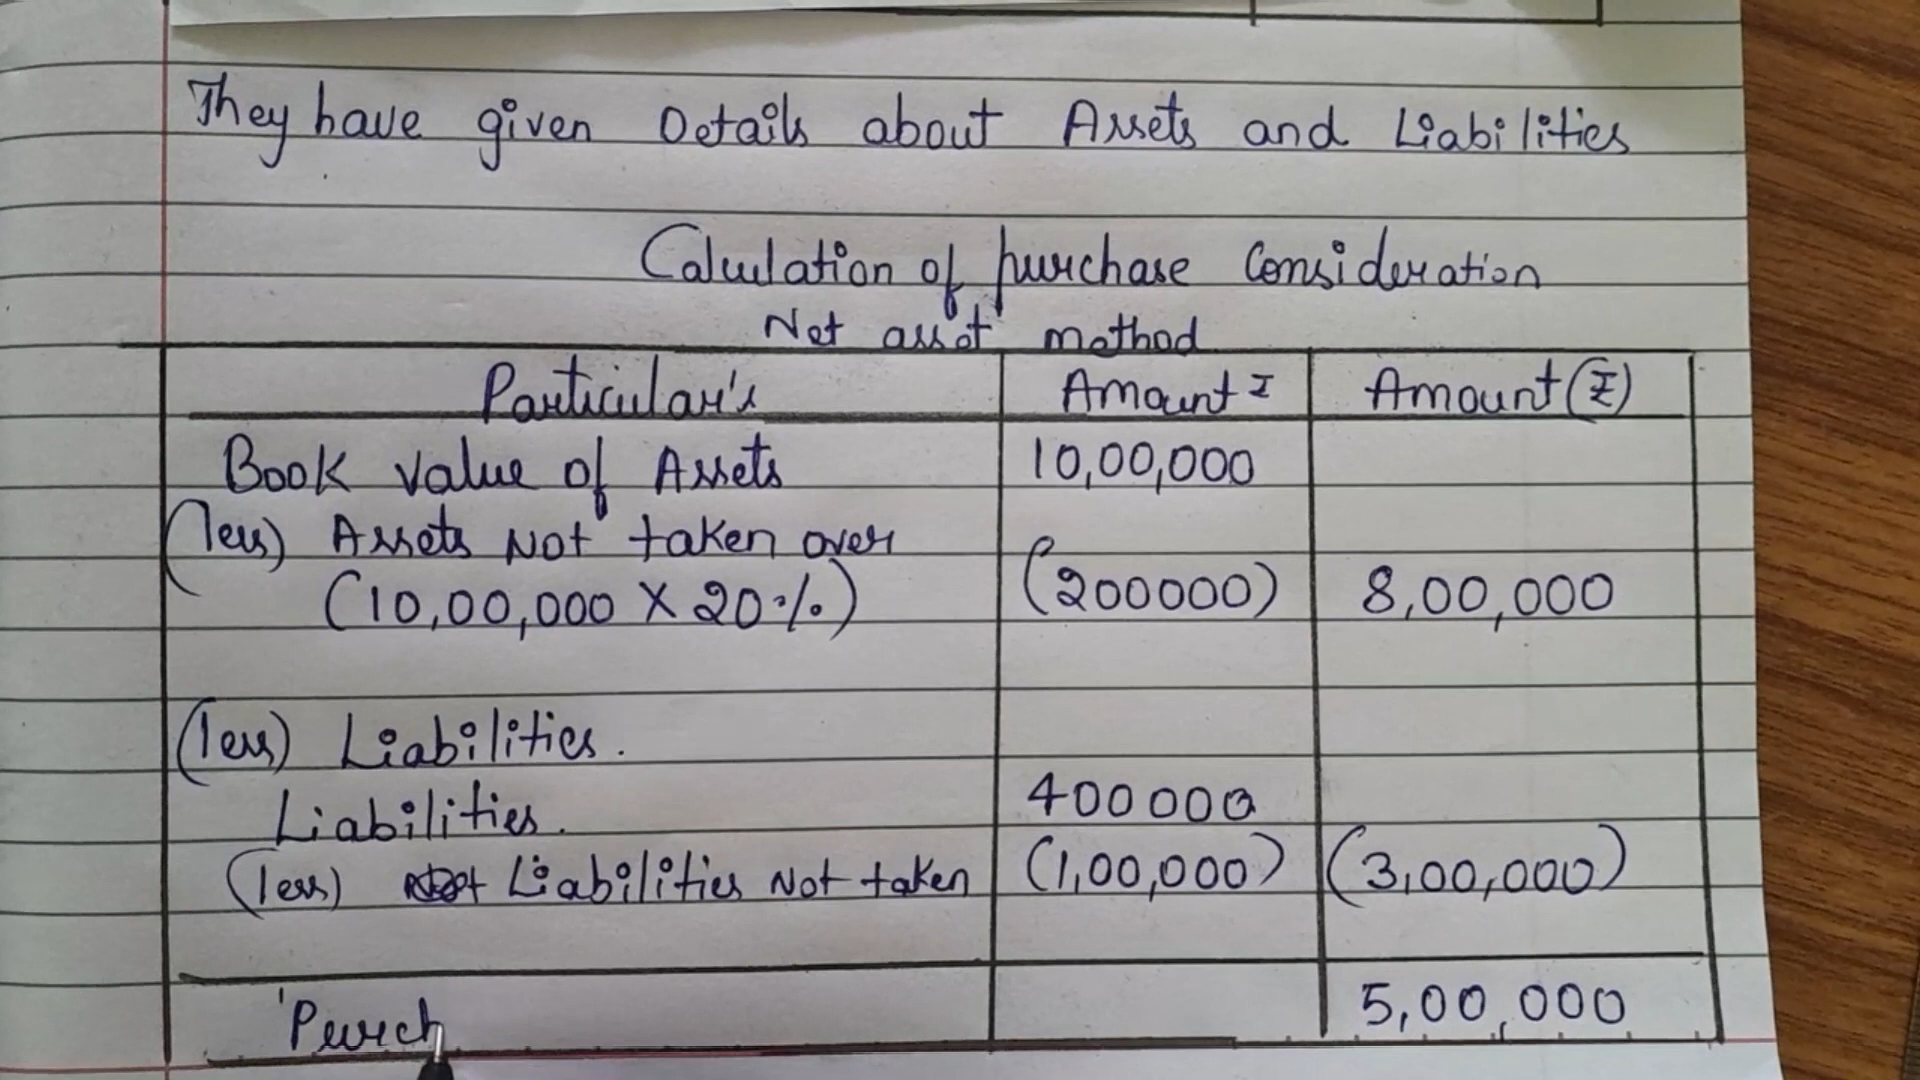 They have given Details about Assets and Liabilities
Calculation of purchase Consideration
Net asset method
Particular's Amount ₹ Amount (₹)
Book value of Assets 10,00,000
(less) Assets Not taken over
(10,00,000 X 20%) (200000) 8,00,000
(less) Liabilities.
Liabilities. 400000
(less) Liabilities Not taken (1,00,000) (3,00,000)
Purch 5,00,000